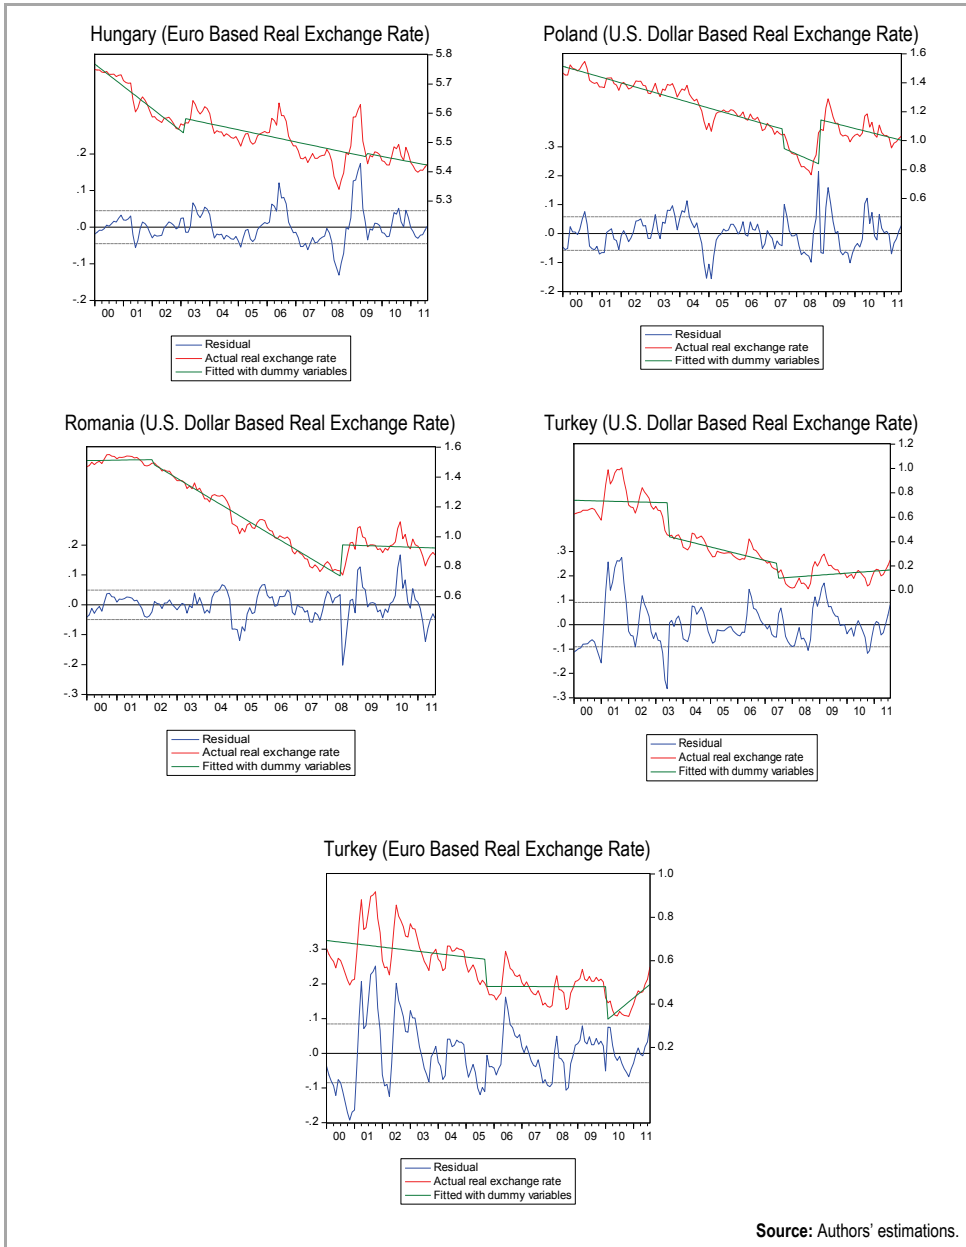 Hungary (Euro Based Real Exchange Rate)
5.8
5.7
5.6
5.5
5.4
5.3
.2
.1
.0
-.1
-.2
00 01 02 03 04 05 06 07 08 09 10 11
Residual
Actual real exchange rate
Fitted with dummy variables
Poland (U.S. Dollar Based Real Exchange Rate)
1.6
1.4
1.2
1.0
0.8
0.6
.3
.2
.1
.0
-.1
-.2
00 01 02 03 04 05 06 07 08 09 10 11
Residual
Actual real exchange rate
Fitted with dummy variables
Romania (U.S. Dollar Based Real Exchange Rate)
1.6
1.4
1.2
1.0
0.8
0.6
.2
.1
.0
-.1
-.2
-.3
00 01 02 03 04 05 06 07 08 09 10 11
Residual
Actual real exchange rate
Fitted with dummy variables
Turkey (U.S. Dollar Based Real Exchange Rate)
1.2
1.0
0.8
0.6
0.4
0.2
0.0
.3
.2
.1
.0
-.1
-.2
-.3
00 01 02 03 04 05 06 07 08 09 10 11
Residual
Actual real exchange rate
Fitted with dummy variables
Turkey (Euro Based Real Exchange Rate)
1.0
0.8
0.6
0.4
0.2
.3
.2
.1
.0
-.1
-.2
00 01 02 03 04 05 06 07 08 09 10 11
Residual
Actual real exchange rate
Fitted with dummy variables
Source: Authors' estimations.